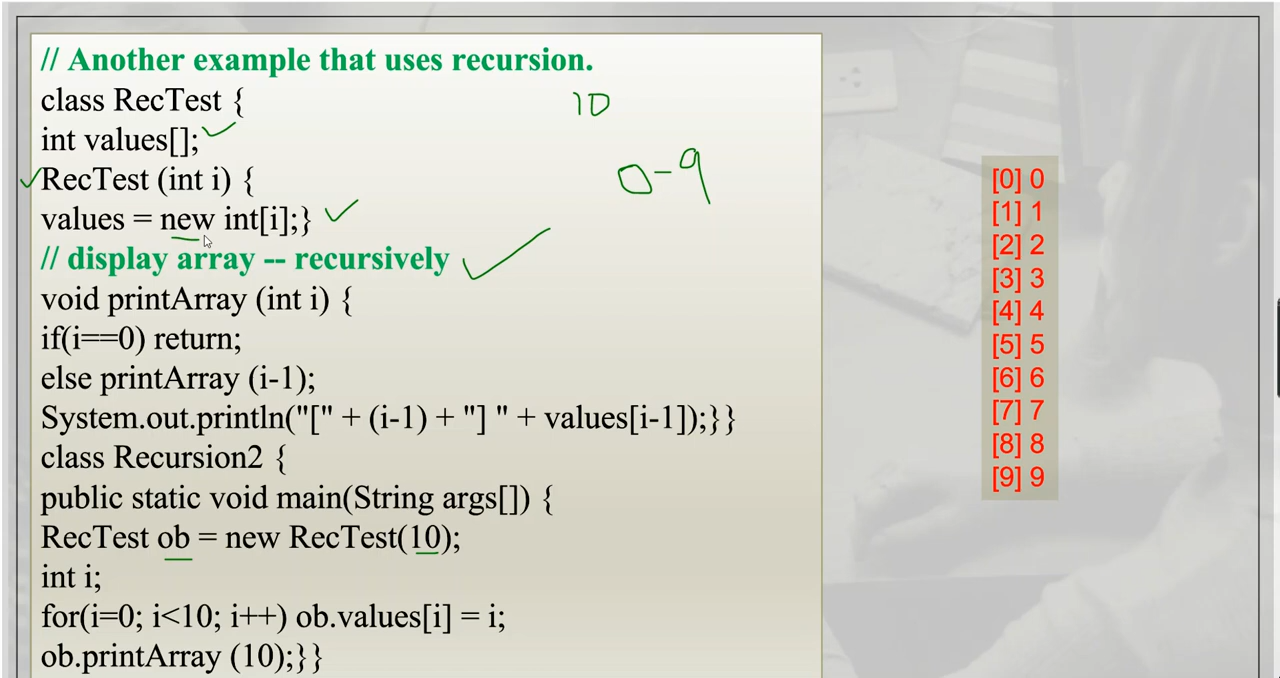 // Another example that uses recursion.
class RecTest {
int values[];
RecTest (int i) {
values = new int[i];}
// display array -- recursively
void printArray (int i) {
if(i==0) return;
else printArray (i-1);
System.out.println("[" + (i-1) + "] " + values[i-1]);}}
class Recursion2 {
public static void main(String args[]) {
RecTest ob = new RecTest(10);
int i;
for(i=0; i<10; i++) ob.values[i] = i;
ob.printArray (10);}}
10
0-9
[0] 0
[1] 1
[2] 2
[3] 3
[4] 4
[5] 5
[6] 6
[7] 7
[8] 8
[9] 9